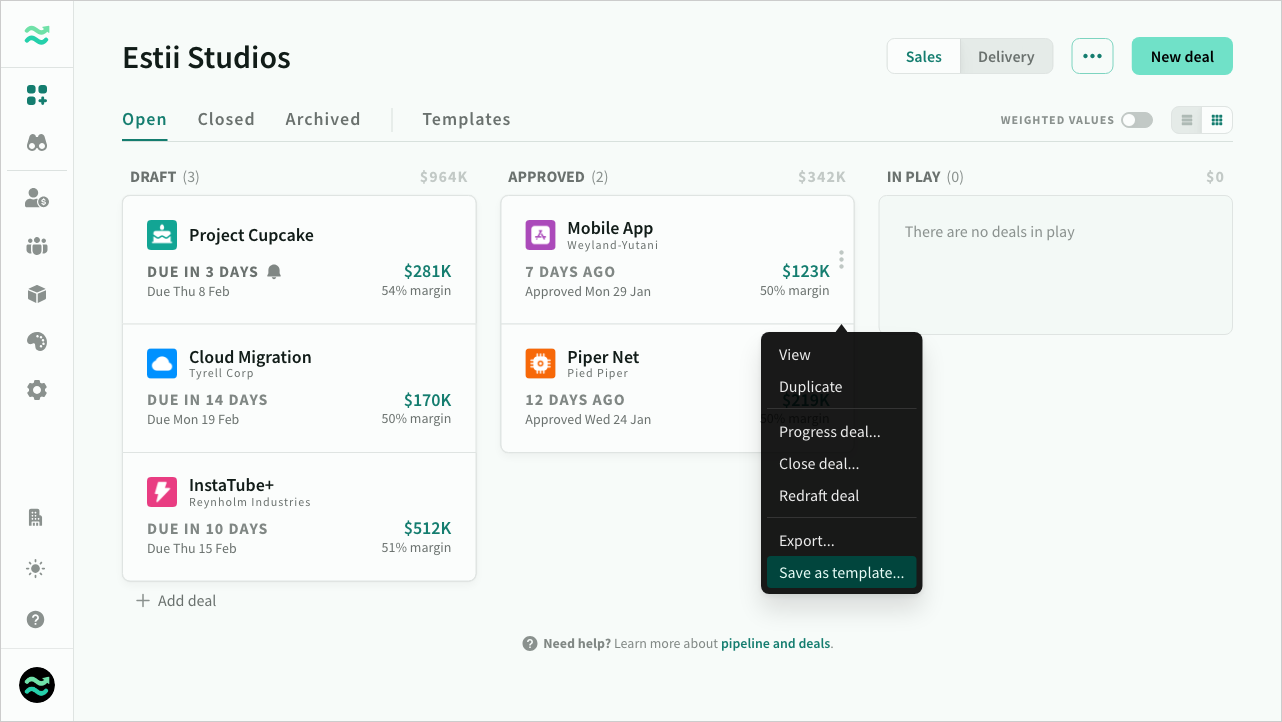 Estii Studios
Sales
Delivery
New deal
Open
Closed
Archived
Templates
WEIGHTED VALUES
DRAFT (3)
$964K
Project Cupcake
DUE IN 3 DAYS
$281K
Due Thu 8 Feb
54% margin
Cloud Migration
Tyrell Corp
DUE IN 14 DAYS
$170K
Due Mon 19 Feb
50% margin
InstaTube+
Reynholm Industries
DUE IN 10 DAYS
$512K
Due Thu 15 Feb
51% margin
Add deal
APPROVED (2)
$342K
Mobile App
Weyland-Yutani
7 DAYS AGO
$123K
Approved Mon 29 Jan
50% margin
Piper Net
Pied Piper
12 DAYS AGO
$219K
Approved Wed 24 Jan
50% margin
IN PLAY (0)
$0
There are no deals in play
View
Duplicate
Progress deal...
Close deal...
Redraft deal
Export...
Save as template...
Need help? Learn more about pipeline and deals.